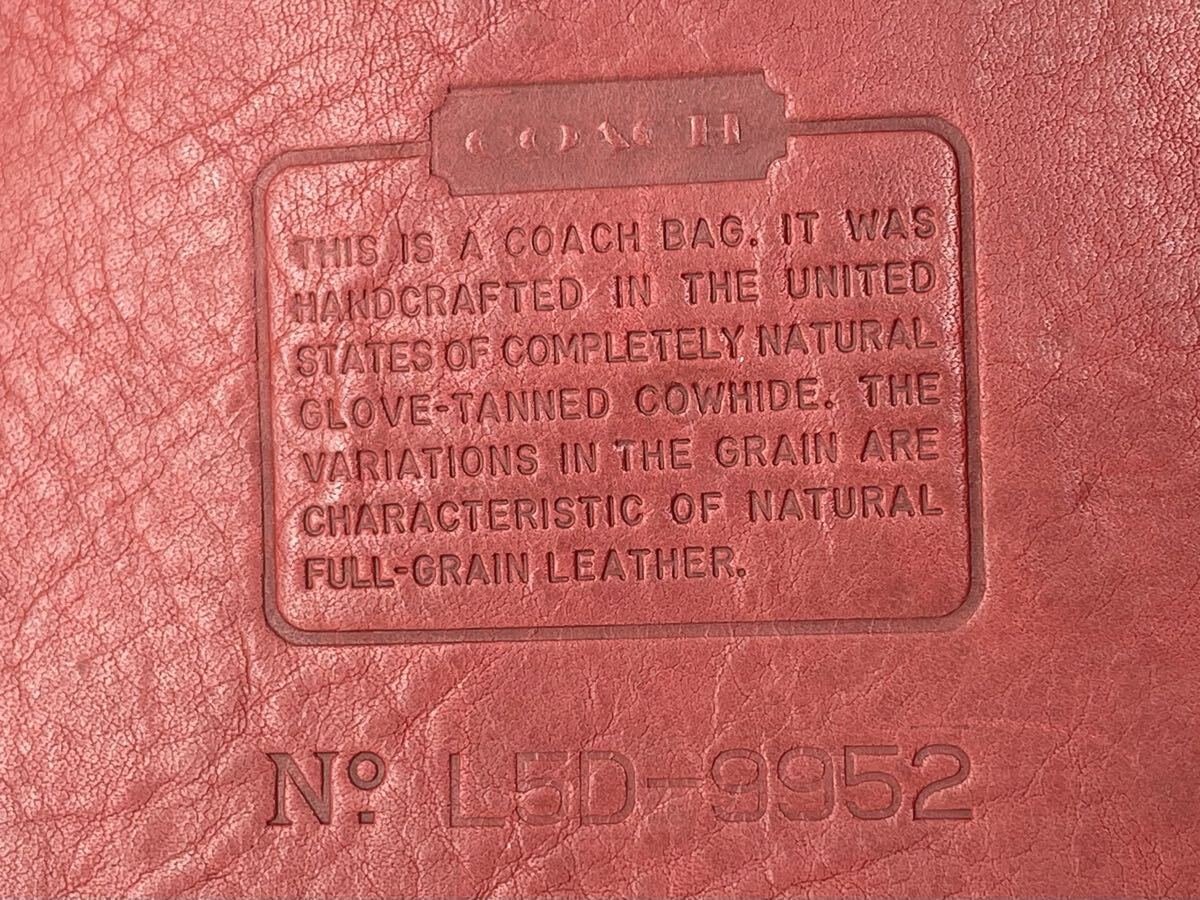 COACH
THIS IS A COACH BAG. IT WAS
HANDCRAFTED IN THE UNITED
STATES OF COMPLETELY NATURAL
GLOVE-TANNED COWHIDE. THE
VARIATIONS IN THE GRAIN ARE
CHARACTERISTIC OF NATURAL
FULL-GRAIN LEATHER.
Nº L5D-9952